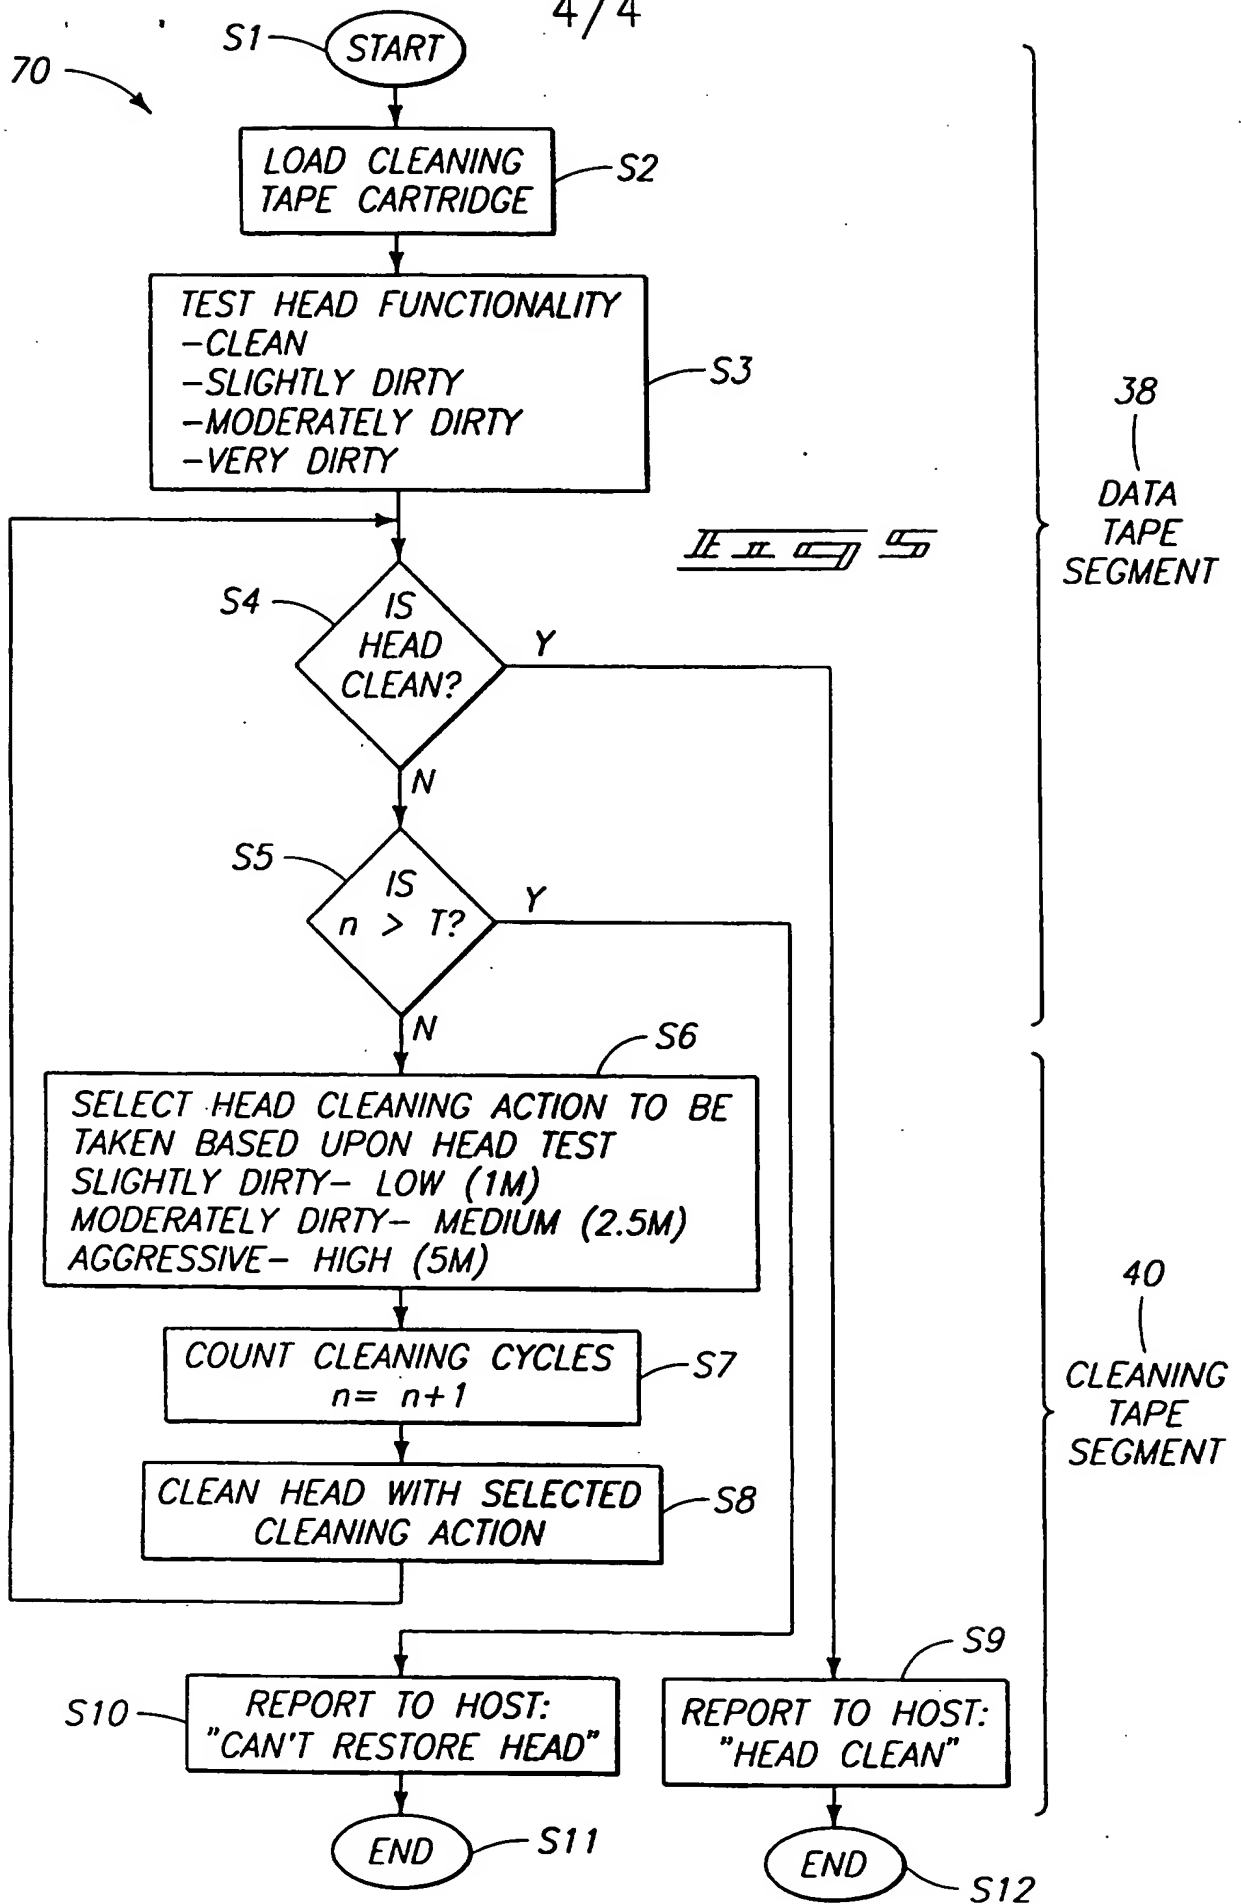 4/4
70
S1
START
LOAD CLEANING
TAPE CARTRIDGE
S2
TEST HEAD FUNCTIONALITY
-CLEAN
-SLIGHTLY DIRTY
-MODERATELY DIRTY
-VERY DIRTY
S3
38
DATA
TAPE
SEGMENT
FIG 5
S4
IS
HEAD
CLEAN?
Y
N
S5
IS
n > T?
Y
N
S6
SELECT HEAD CLEANING ACTION TO BE
TAKEN BASED UPON HEAD TEST
SLIGHTLY DIRTY- LOW (1M)
MODERATELY DIRTY- MEDIUM (2.5M)
AGGRESSIVE- HIGH (5M)
40
CLEANING
TAPE
SEGMENT
COUNT CLEANING CYCLES
n= n+1
S7
CLEAN HEAD WITH SELECTED
CLEANING ACTION
S8
S9
S10
REPORT TO HOST:
"CAN'T RESTORE HEAD"
REPORT TO HOST:
"HEAD CLEAN"
END
S11
END
S12